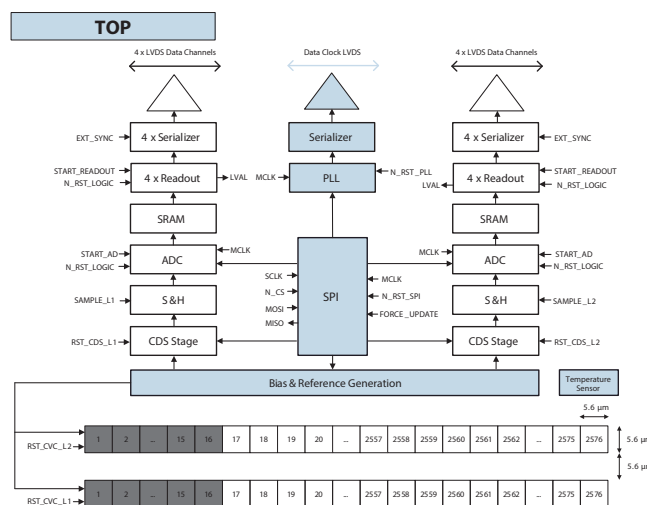 TOP
4 x LVDS Data Channels
Data Clock LVDS
4 x LVDS Data Channels
EXT_SYNC
4 x Serializer
Serializer
4 x Serializer
EXT_SYNC
START_READOUT
N_RST_LOGIC
4 x Readout
LVAL
MCLK
PLL
N_RST_PLL
LVAL
4 x Readout
START_READOUT
N_RST_LOGIC
SRAM
SRAM
START_AD
N_RST_LOGIC
ADC
MCLK
MCLK
ADC
START_AD
N_RST_LOGIC
SCLK
N_CS
MOSI
MISO
SPI
MCLK
N_RST_SPI
FORCE_UPDATE
SAMPLE_L1
S & H
S & H
SAMPLE_L2
RST_CDS_L1
CDS Stage
CDS Stage
RST_CDS_L2
Bias & Reference Generation
Temperature
Sensor
5.6 µm
RST_CVC_L2
1 2 ... 15 16 17 18 19 20 ... 2557 2558 2559 2560 2561 2562 ... 2575 2576
5.6 µm
5.6 µm
RST_CVC_L1
1 2 ... 15 16 17 18 19 20 ... 2557 2558 2559 2560 2561 2562 ... 2575 2576